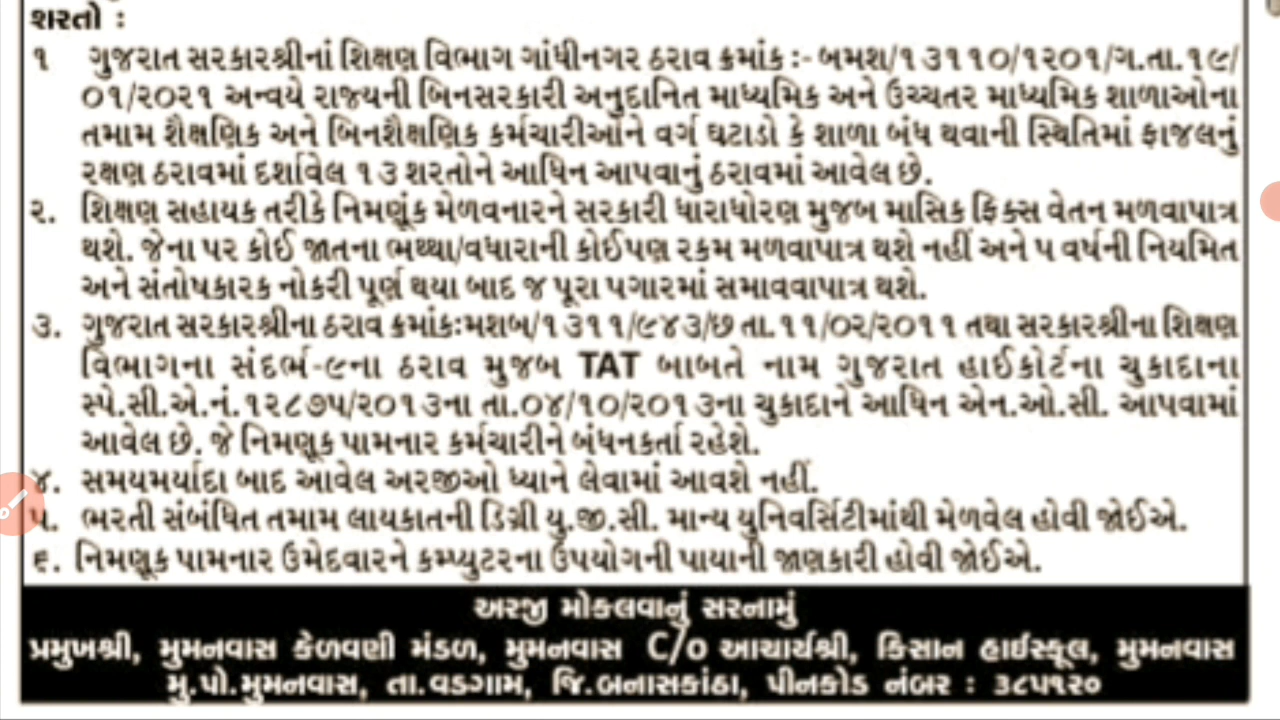 શરતો :
૧ ગુજરાત સરકારશ્રીનાં શિક્ષણ વિભાગ ગાંધીનગર ઠરાવ ક્રમાંક :- બમશ/૧૩૧૧૦/૧૨૦૧/ગ.તા.૧૯/
૦૧/૨૦૨૧ અન્વયે રાજ્યની બિનસરકારી અનુદાનિત માધ્યમિક અને ઉચ્ચતર માધ્યમિક શાળાઓના
તમામ શૈક્ષણિક અને બિનશૈક્ષણિક કર્મચારીઓને વર્ગ ઘટાડો કે શાળા બંધ થવાની સ્થિતિમાં ફાજલનું
રક્ષણ ઠરાવમાં દર્શાવેલ ૧૩ શરતોને આધિન આપવાનું ઠરાવમાં આવેલ છે.
૨. શિક્ષણ સહાયક તરીકે નિમણૂંક મેળવનારને સરકારી ધારાધોરણ મુજબ માસિક ફિક્સ વેતન મળવાપાત્ર
થશે. જેના પર કોઈ જાતના ભથ્થા/વધારાની કોઈપણ રકમ મળવાપાત્ર થશે નહીં અને ૫ વર્ષની નિયમિત
અને સંતોષકારક નોકરી પૂર્ણ થયા બાદ જ પૂરા પગારમાં સમાવવાપાત્ર થશે.
૩. ગુજરાત સરકારશ્રીના ઠરાવ ક્રમાંક:મશબ/૧૩૧૧/૯૪૩/છ તા.૧૧/૦૨/૨૦૧૧ તથા સરકારશ્રીના શિક્ષણ
વિભાગના સંદર્ભ-૯ના ઠરાવ મુજબ TAT બાબતે નામ ગુજરાત હાઈકોર્ટના ચુકાદાના
સ્પે.સી.એ.નં.૧૨૮૭૫/૨૦૧૩ના તા.૦૪/૧૦/૨૦૧૩ના ચુકાદાને આધિન એન.ઓ.સી. આપવામાં
આવેલ છે. જે નિમણૂક પામનાર કર્મચારીને બંધનકર્તા રહેશે.
૪. સમયમર્યાદા બાદ આવેલ અરજીઓ ધ્યાને લેવામાં આવશે નહીં.
૫. ભરતી સંબંધિત તમામ લાયકાતની ડિગ્રી યુ.જી.સી. માન્ય યુનિવર્સિટીમાંથી મેળવેલ હોવી જોઈએ.
૬. નિમણૂક પામનાર ઉમેદવારને કમ્પ્યુટરના ઉપયોગની પાયાની જાણકારી હોવી જોઈએ.
અરજી મોકલવાનું સરનામું
પ્રમુખશ્રી, મુમનવાસ કેળવણી મંડળ, મુમનવાસ C/o આચાર્યશ્રી, કિસાન હાઈસ્કૂલ, મુમનવાસ
મુ.પો.મુમનવાસ, તા.વડગામ, જિ.બનાસકાંઠા, પીનકોડ નંબર : ૩૮૫૧૨૦